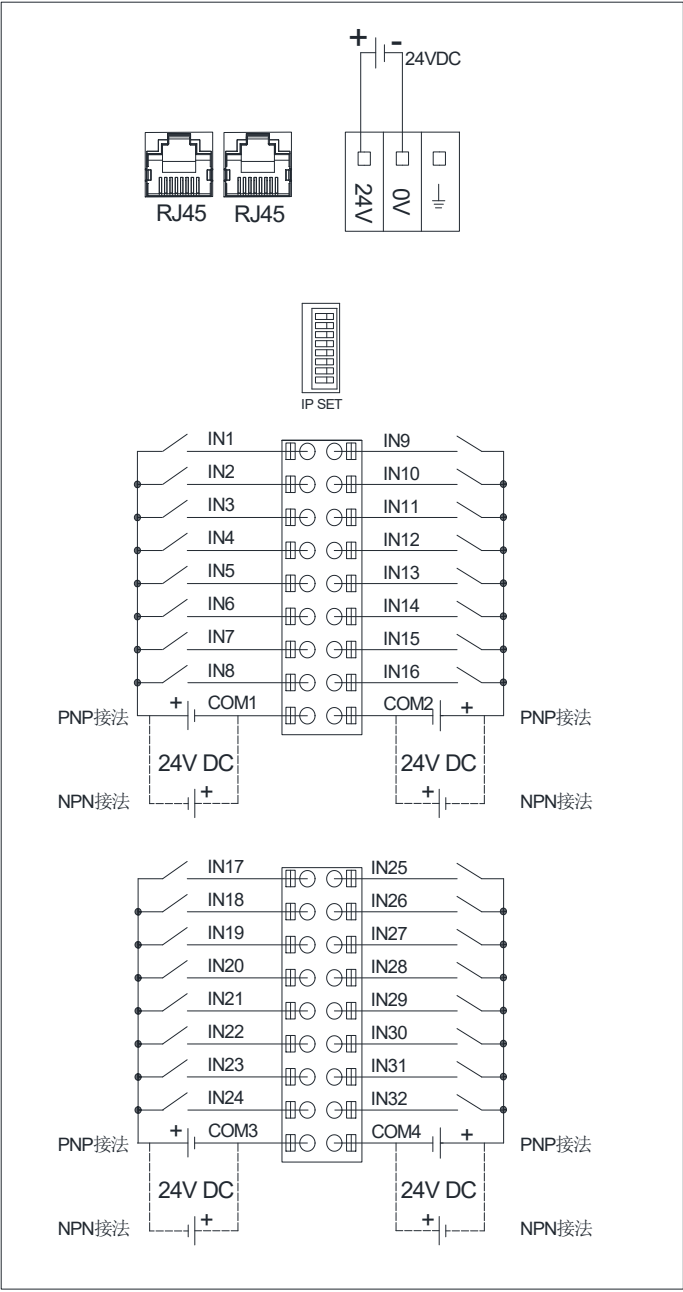 + -
24VDC
24V 0V
RJ45 RJ45
IP SET
IN1 IN9
IN2 IN10
IN3 IN11
IN4 IN12
IN5 IN13
IN6 IN14
IN7 IN15
IN8 IN16
PNP接法 + COM1 COM2 + PNP接法
24V DC 24V DC
NPN接法 + + NPN接法
IN17 IN25
IN18 IN26
IN19 IN27
IN20 IN28
IN21 IN29
IN22 IN30
IN23 IN31
IN24 IN32
PNP接法 + COM3 COM4 + PNP接法
24V DC 24V DC
NPN接法 + + NPN接法